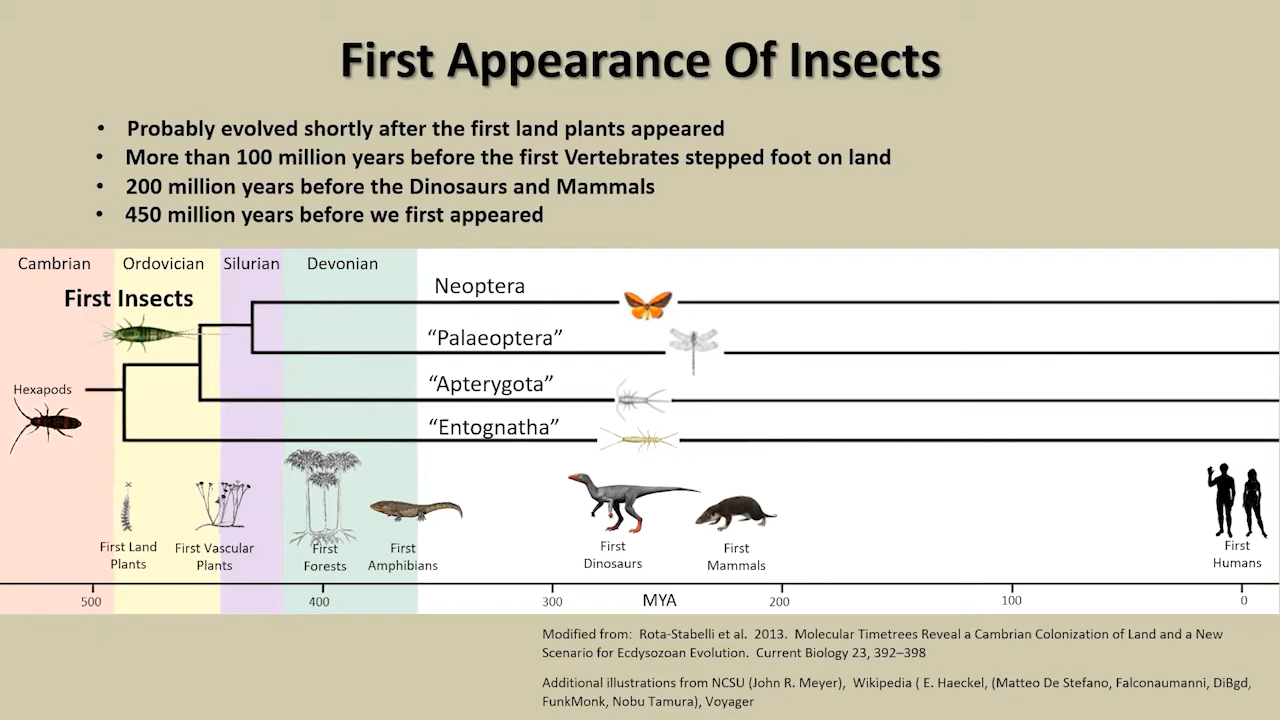 First Appearance Of Insects
• Probably evolved shortly after the first land plants appeared
• More than 100 million years before the first Vertebrates stepped foot on land
• 200 million years before the Dinosaurs and Mammals
• 450 million years before we first appeared
Cambrian Ordovician Silurian Devonian
First Insects
Neoptera
“Palaeoptera”
“Apterygota”
Hexapods
“Entognatha”
First Land
Plants
First Vascular
Plants
First
Forests
First
Amphibians
First
Dinosaurs
First
Mammals
First
Humans
500 400 300 MYA 200 100 0
Modified from: Rota-Stabelli et al. 2013. Molecular Timetrees Reveal a Cambrian Colonization of Land and a New
Scenario for Ecdysozoan Evolution. Current Biology 23, 392–398
Additional illustrations from NCSU (John R. Meyer), Wikipedia ( E. Haeckel, (Matteo De Stefano, Falconaumanni, DiBgd,
FunkMonk, Nobu Tamura), Voyager